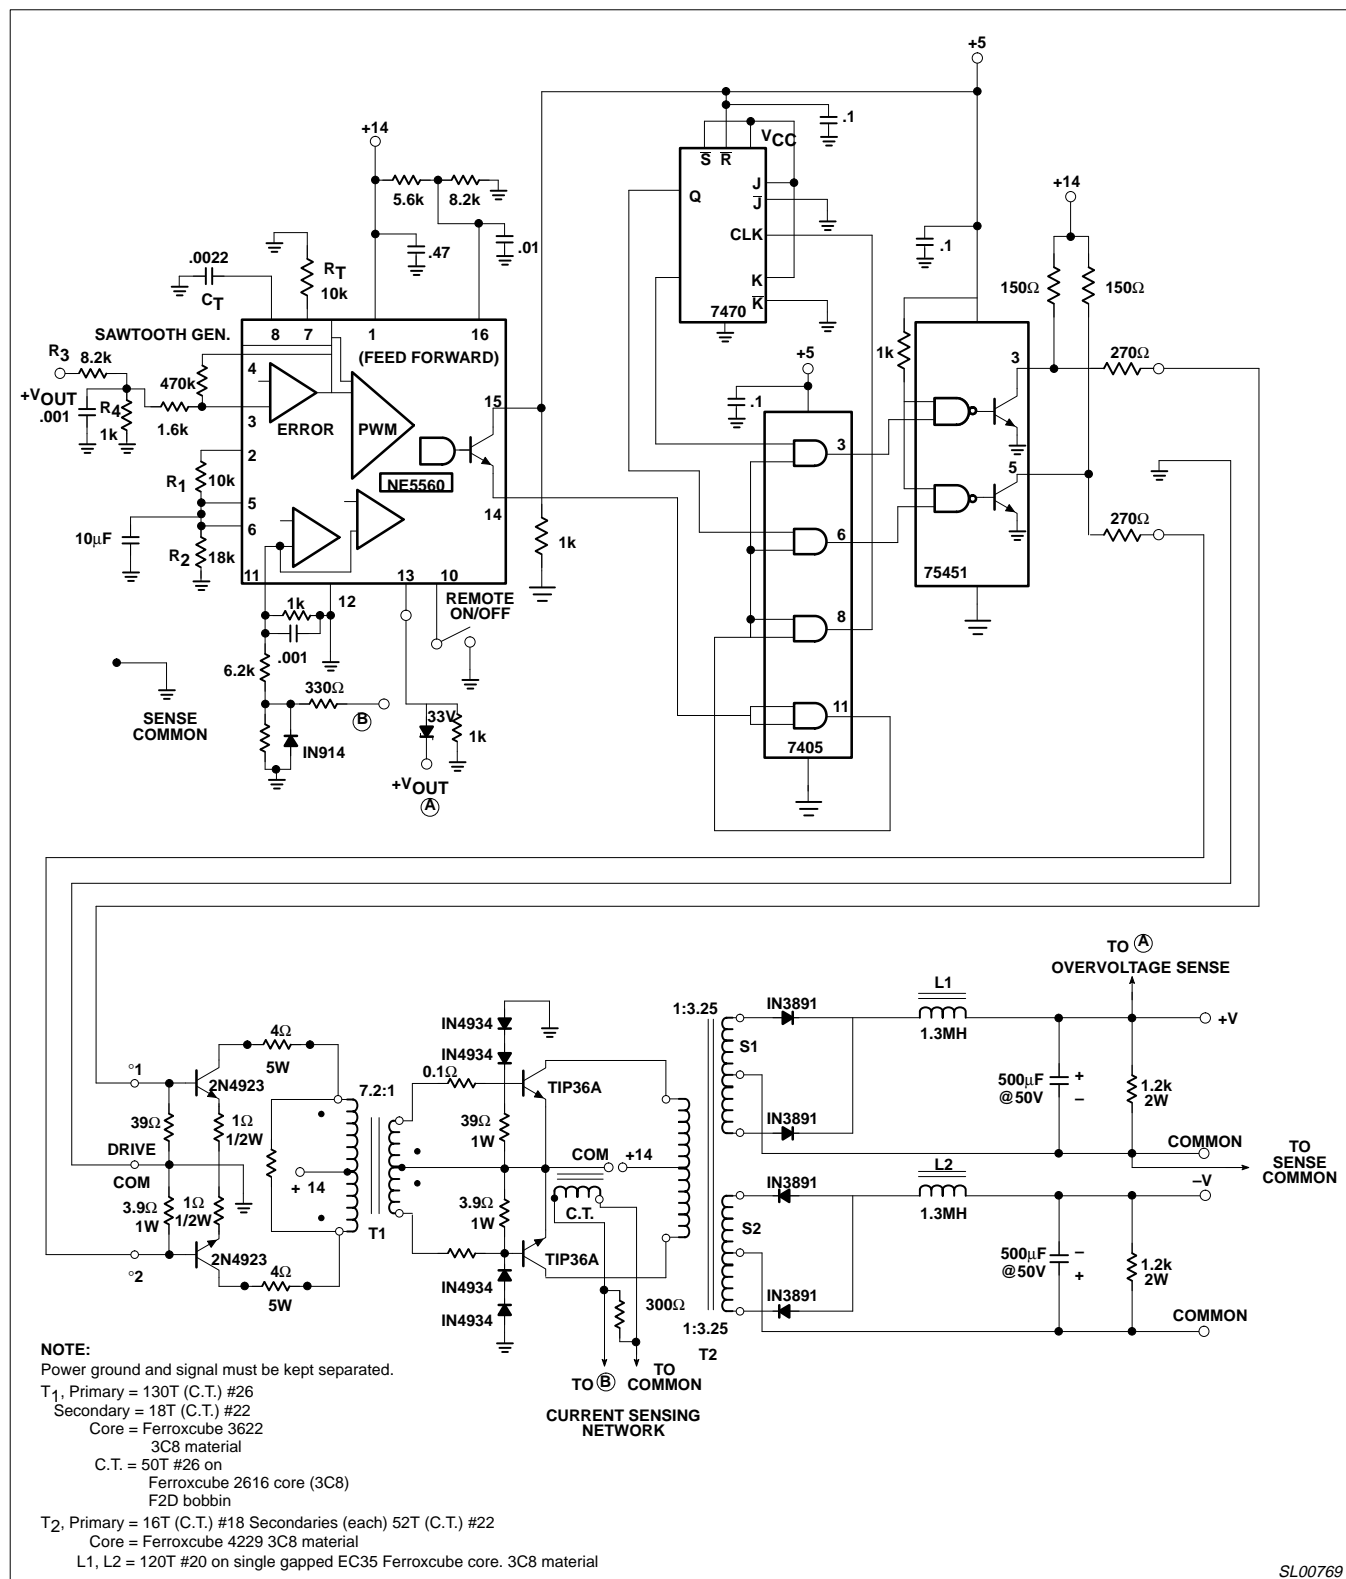 +5
.1
VCC
S R
J
Q
J
CLK
K
K
7470
+14
5.6k
8.2k
.01
.47
.0022
CT
RT
10k
+14
.1
150Ω
150Ω
SAWTOOTH GEN.
8
7
1
16
(FEED FORWARD)
R3
8.2k
+VOUT
.001
R4
1k
470k
1.6k
4
3
ERROR
PWM
15
2
R1
10k
5
6
10µF
R2
18k
NE5560
14
1k
11
12
13
10
REMOTE
ON/OFF
1k
.001
6.2k
330Ω
B
IN914
SENSE
COMMON
33V
1k
+VOUT
A
+5
.1
3
6
8
11
7405
1k
3
5
75451
270Ω
270Ω
TO A
OVERVOLTAGE SENSE
°1
2N4923
4Ω
5W
39Ω
1Ω
1/2W
DRIVE
COM
3.9Ω
1W
1Ω
1/2W
°2
2N4923
4Ω
5W
+ 14
7.2:1
T1
IN4934
IN4934
0.1Ω
TIP36A
39Ω
1W
COM
+14
C.T.
3.9Ω
1W
TIP36A
IN4934
IN4934
300Ω
TO B
TO
COMMON
CURRENT SENSING
NETWORK
1:3.25
S1
IN3891
IN3891
L1
1.3MH
500µF
@50V
+
–
1.2k
2W
+V
COMMON
TO
SENSE
COMMON
–V
S2
IN3891
IN3891
L2
1.3MH
500µF
@50V
–
+
1.2k
2W
COMMON
1:3.25
T2
NOTE:
Power ground and signal must be kept separated.
T1, Primary = 130T (C.T.) #26
Secondary = 18T (C.T.) #22
Core = Ferroxcube 3622
3C8 material
C.T. = 50T #26 on
Ferroxcube 2616 core (3C8)
F2D bobbin
T2, Primary = 16T (C.T.) #18 Secondaries (each) 52T (C.T.) #22
Core = Ferroxcube 4229 3C8 material
L1, L2 = 120T #20 on single gapped EC35 Ferroxcube core. 3C8 material
SL00769